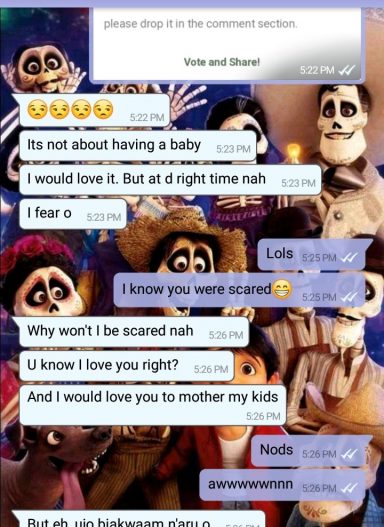 please drop it in the comment section.
Vote and Share!
5:22 PM
😒😒😒😒
5:22 PM
Its not about having a baby 5:23 PM
I would love it. But at d right time nah 5:23 PM
I fear o 5:23 PM
Lols 5:25 PM
I know you were scared😁 5:25 PM
Why won't I be scared nah 5:26 PM
U know I love you right? 5:26 PM
And I would love you to mother my kids
5:26 PM
Nods 5:26 PM
awwwwwnnn 5:26 PM
But eh, ujo biakwaam n'aru o 5:26 PM